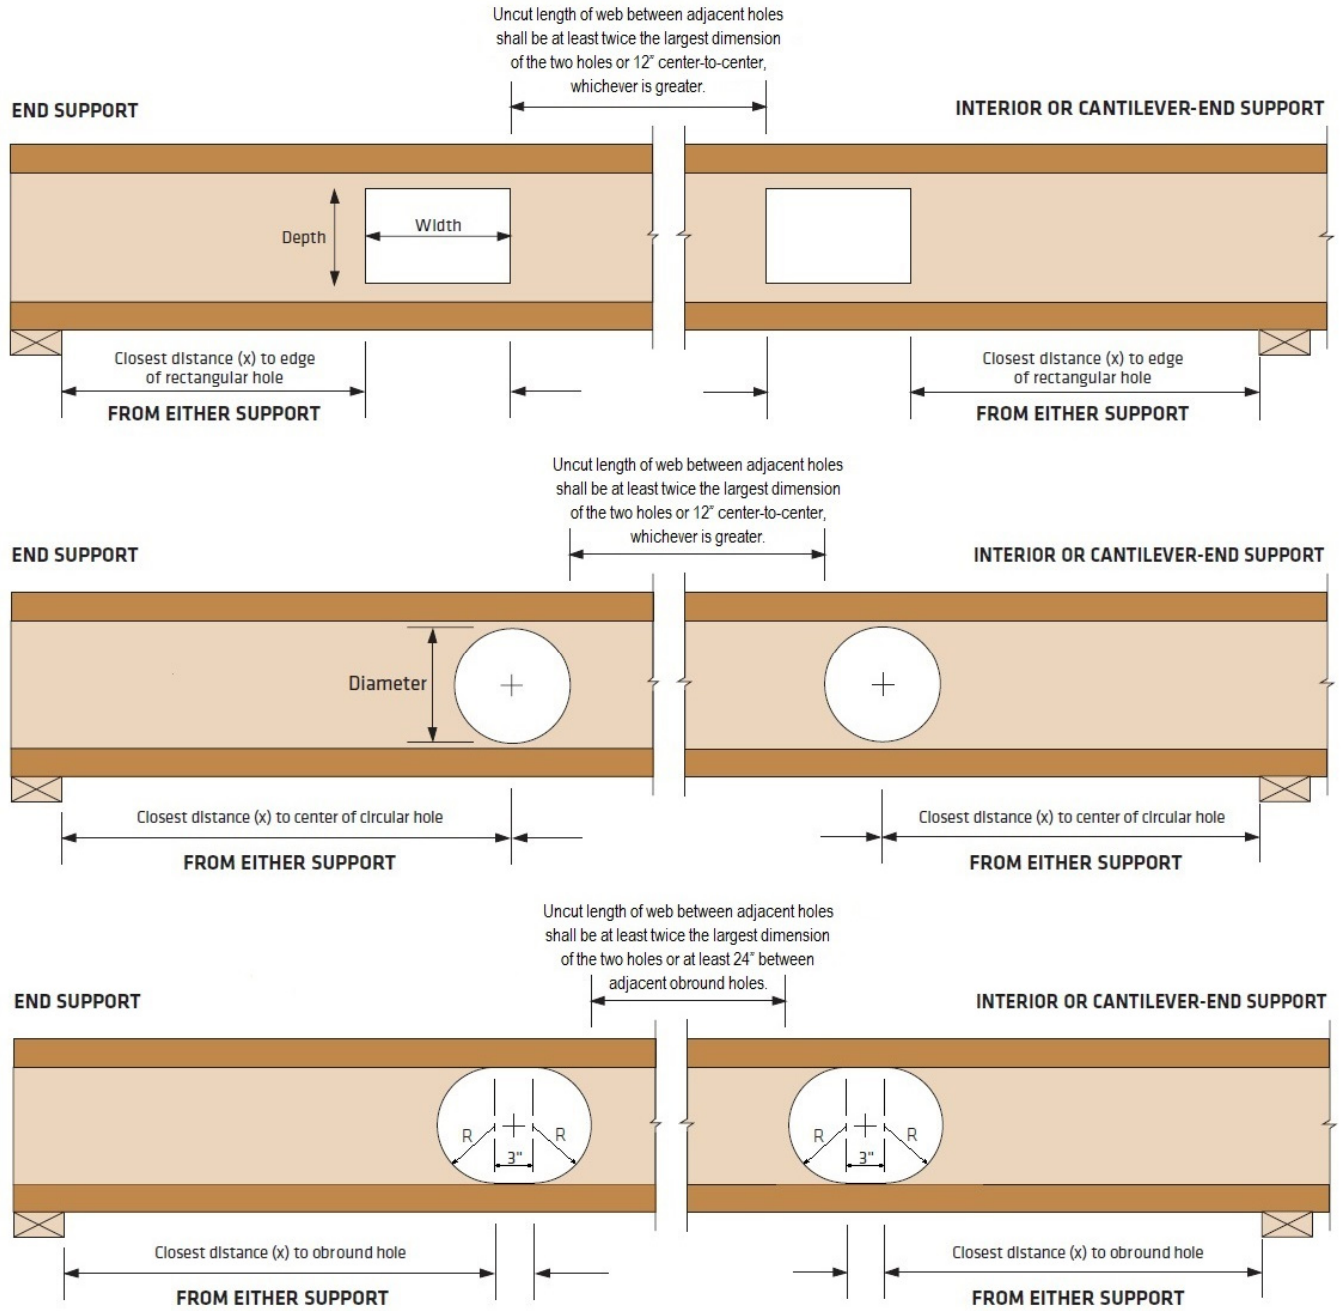 Uncut length of web between adjacent holes
shall be at least twice the largest dimension
of the two holes or 12" center-to-center,
whichever is greater.
END SUPPORT
INTERIOR OR CANTILEVER-END SUPPORT
Depth
Width
Closest distance (x) to edge
of rectangular hole
FROM EITHER SUPPORT
Closest distance (x) to edge
of rectangular hole
FROM EITHER SUPPORT
Uncut length of web between adjacent holes
shall be at least twice the largest dimension
of the two holes or 12" center-to-center,
whichever is greater.
END SUPPORT
INTERIOR OR CANTILEVER-END SUPPORT
Diameter
Closest distance (x) to center of circular hole
FROM EITHER SUPPORT
Closest distance (x) to center of circular hole
FROM EITHER SUPPORT
Uncut length of web between adjacent holes
shall be at least twice the largest dimension
of the two holes or at least 24" between
adjacent obround holes.
END SUPPORT
INTERIOR OR CANTILEVER-END SUPPORT
R
R
3"
R
R
3"
Closest distance (x) to obround hole
FROM EITHER SUPPORT
Closest distance (x) to obround hole
FROM EITHER SUPPORT